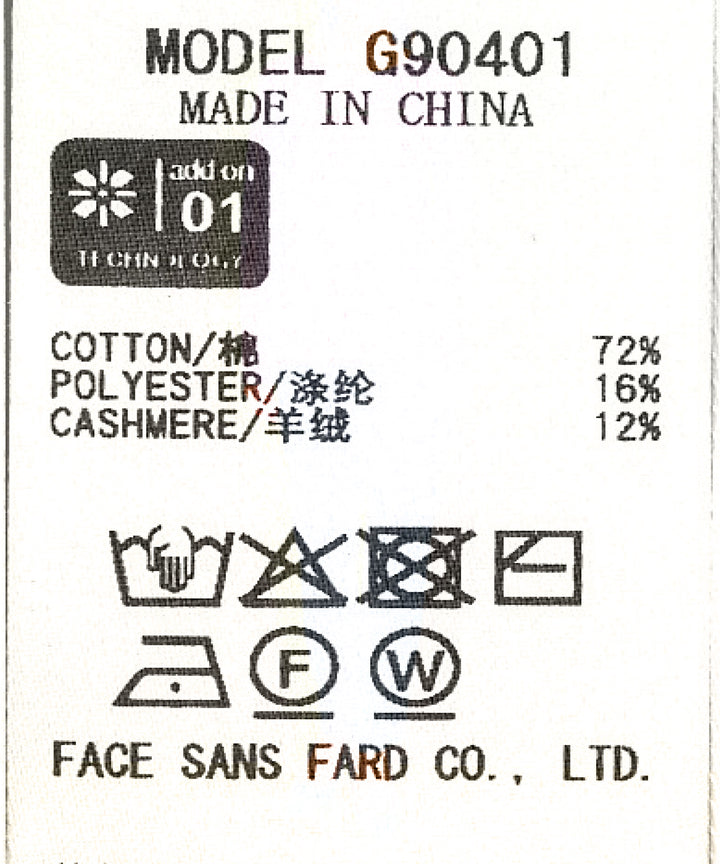 MODEL G90401
MADE IN CHINA
add on
01
TECHNOLOGY
COTTON/棉 72%
POLYESTER/涤纶 16%
CASHMERE/羊绒 12%
F W
FACE SANS FARD CO., LTD.